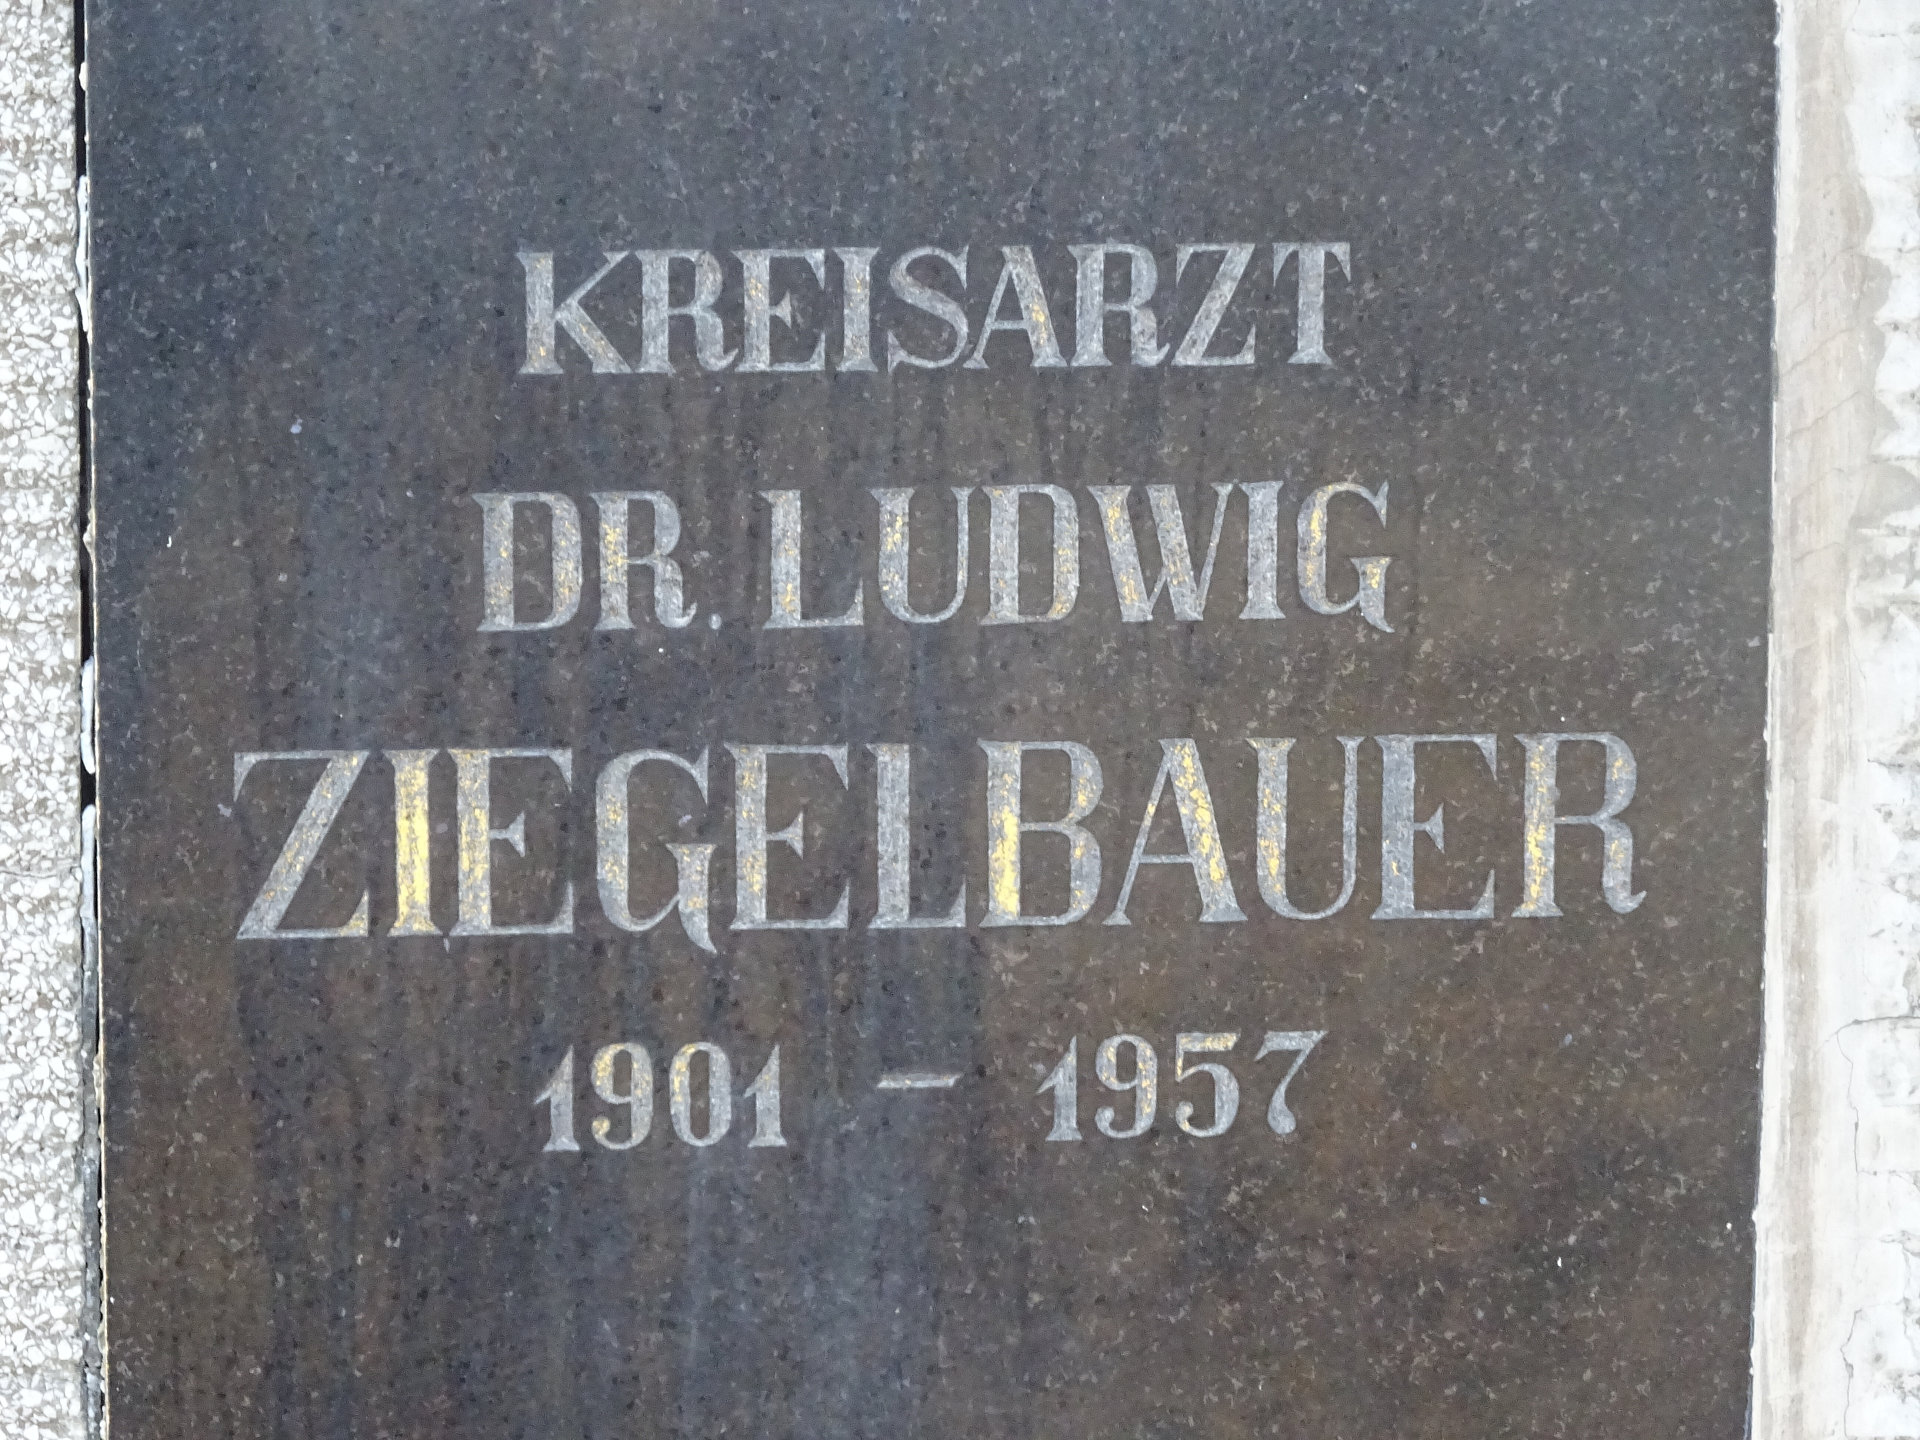 KREISARZT
DR. LUDWIG
ZIEGELBAUER
1901 – 1957